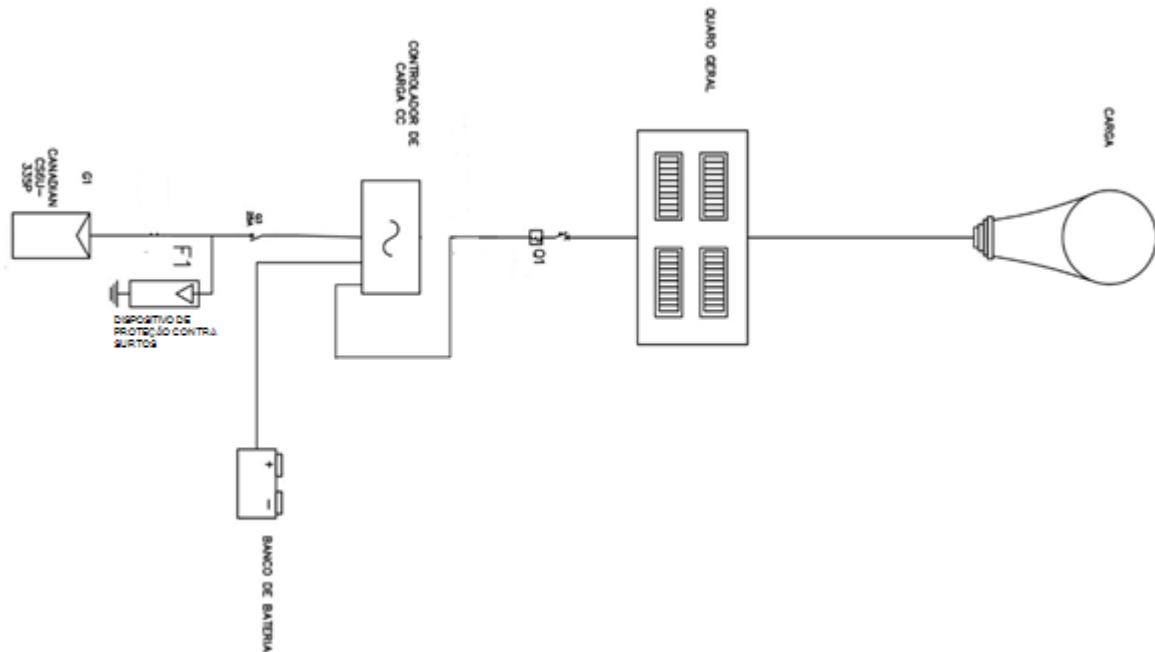 G1
CANADIAN
CS6U-
335P
F1
DISPOSITIVO DE
PROTEÇÃO CONTRA
SURTOS
25A
CONTROLADOR DE
CARGA CC
+
-
BANCO DE BATERIA
Q1
QUARO GERAL
CARGA